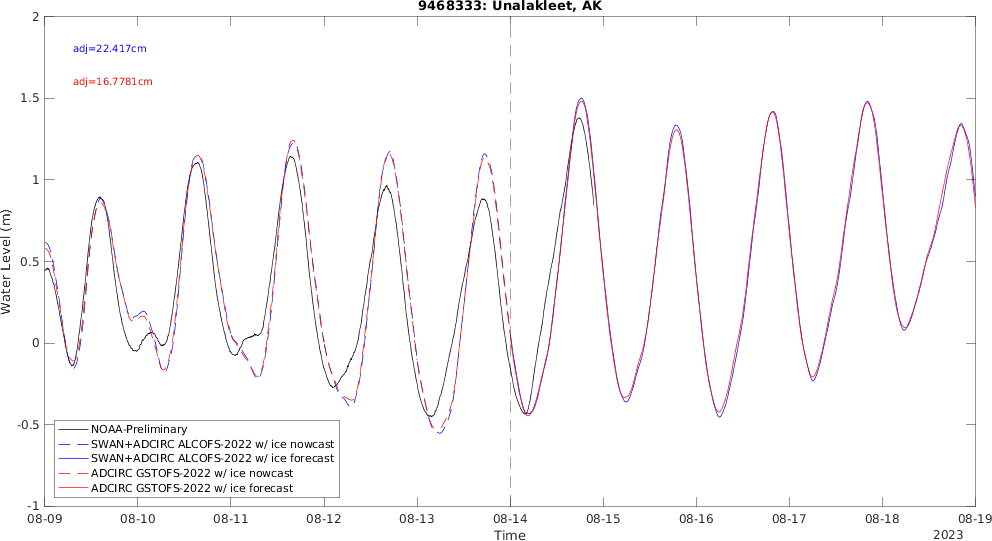 9468333: Unalakleet, AK
adj=22.417cm
adj=16.7781cm
Water Level (m)
2
1.5
1
0.5
0
-0.5
-1
NOAA-Preliminary
SWAN+ADCIRC ALCOFS-2022 w/ ice nowcast
SWAN+ADCIRC ALCOFS-2022 w/ ice forecast
ADCIRC GSTOFS-2022 w/ ice nowcast
ADCIRC GSTOFS-2022 w/ ice forecast
08-09 08-10 08-11 08-12 08-13 08-14 08-15 08-16 08-17 08-18 08-19
Time
2023